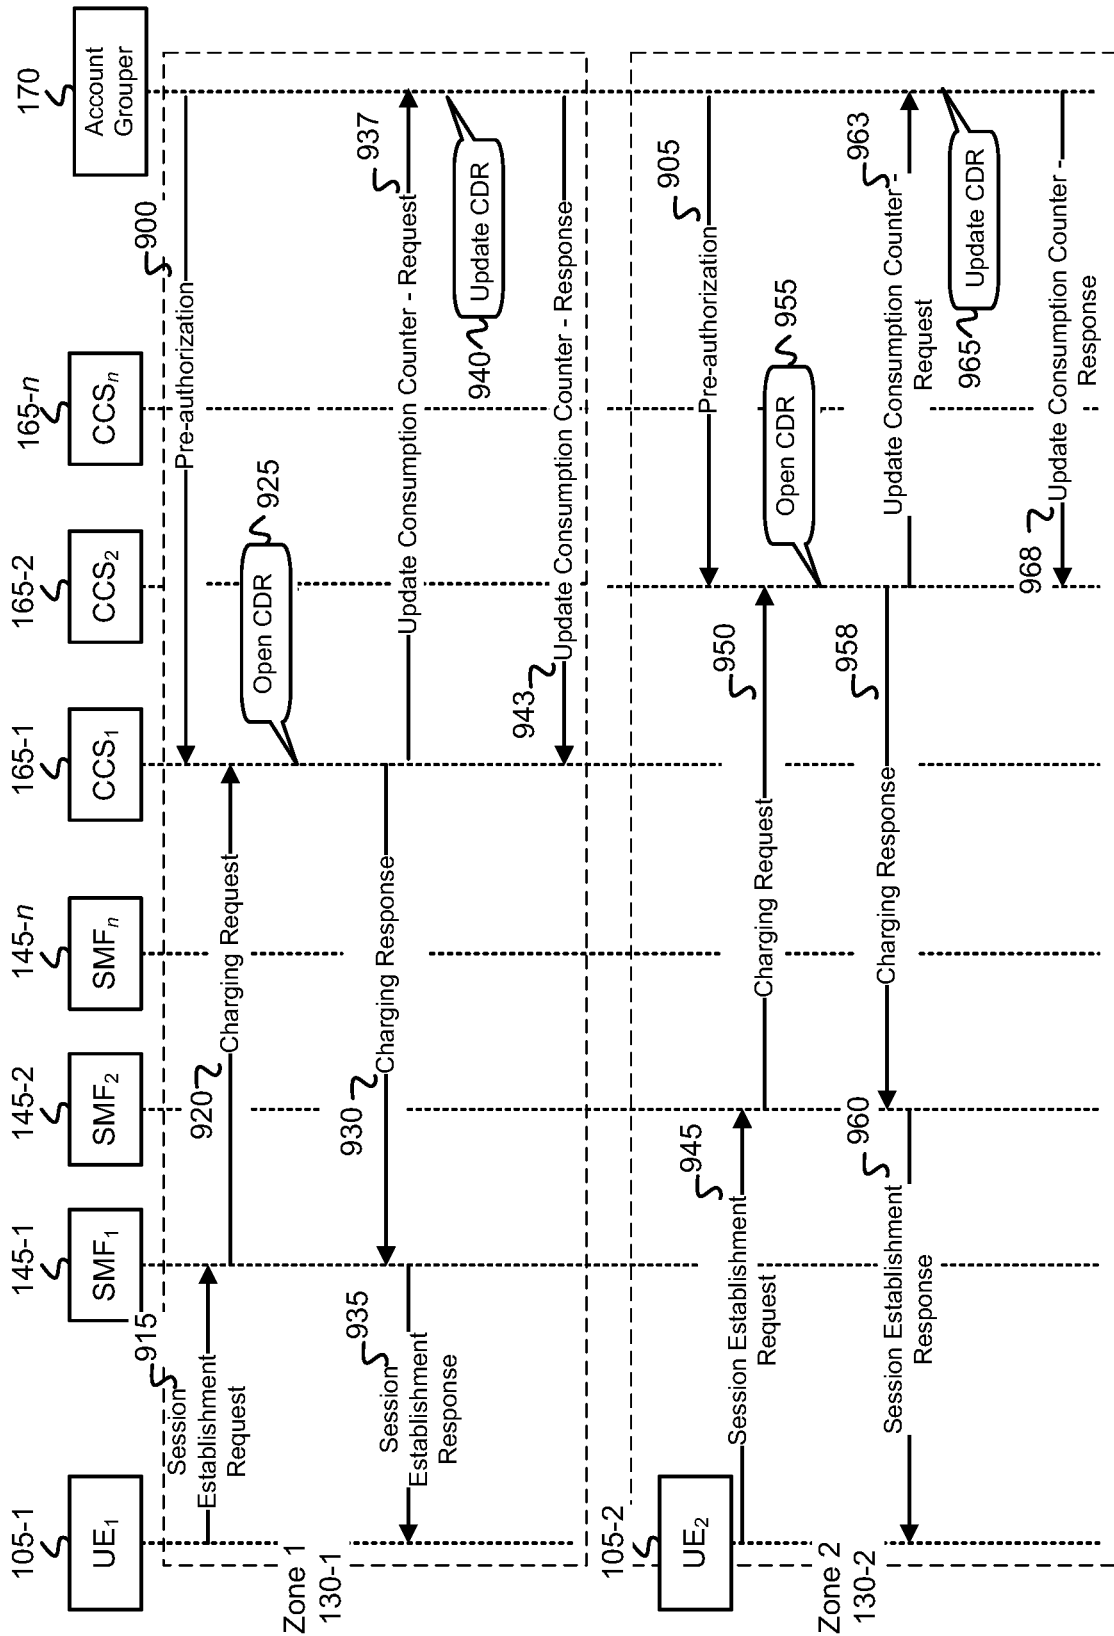 105-1
UE1
145-1
SMF1
145-2
SMF2
145-n
SMFn
165-1
CCS1
165-2
CCS2
165-n
CCSn
170
Account
Grouper
Zone 1
130-1
900
Pre-authorization
915
Session
Establishment
Request
920
Charging Request
Open CDR
925
930
Charging Response
935
Session
Establishment
Response
Update Consumption Counter - Request
937
940
Update CDR
943
Update Consumption Counter - Response
105-2
UE2
Zone 2
130-2
Pre-authorization
905
Session Establishment
Request
945
Charging Request
950
Open CDR
955
Charging Response
958
Session Establishment
Response
960
Update Consumption Counter -
Request
963
965
Update CDR
968
Update Consumption Counter -
Response